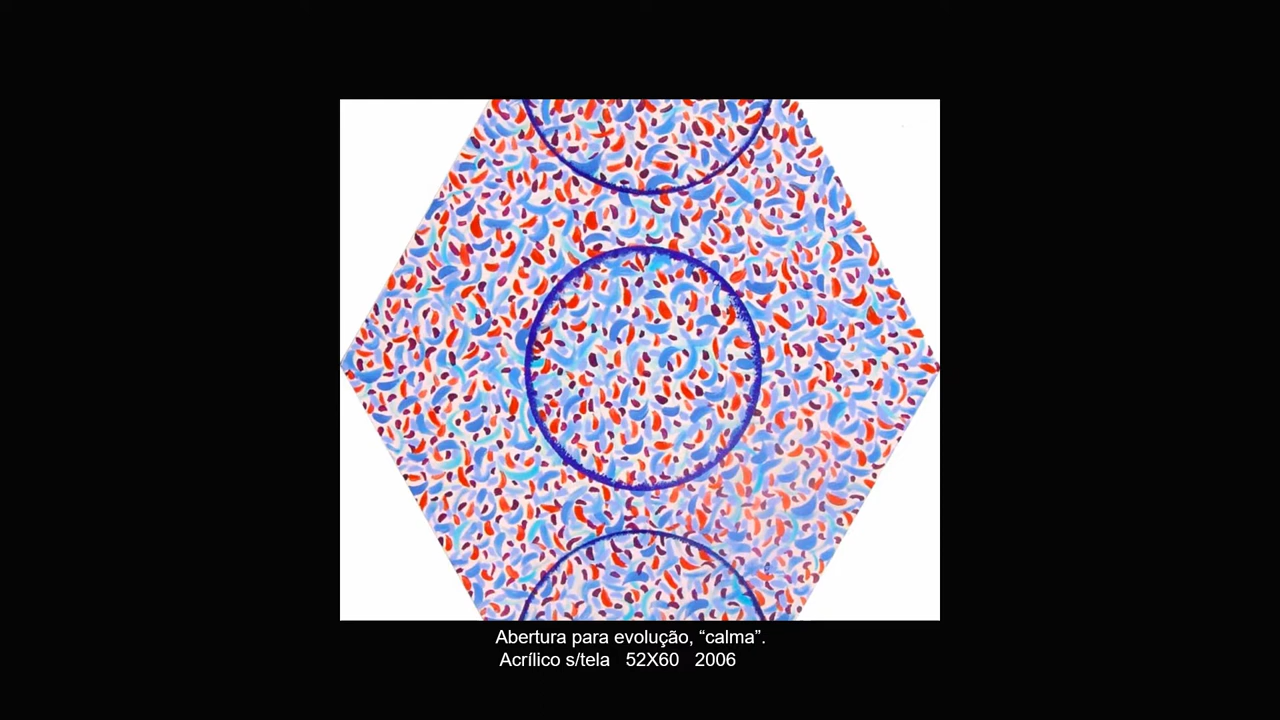 Abertura para evolução, “calma”.
Acrílico s/tela 52X60 2006